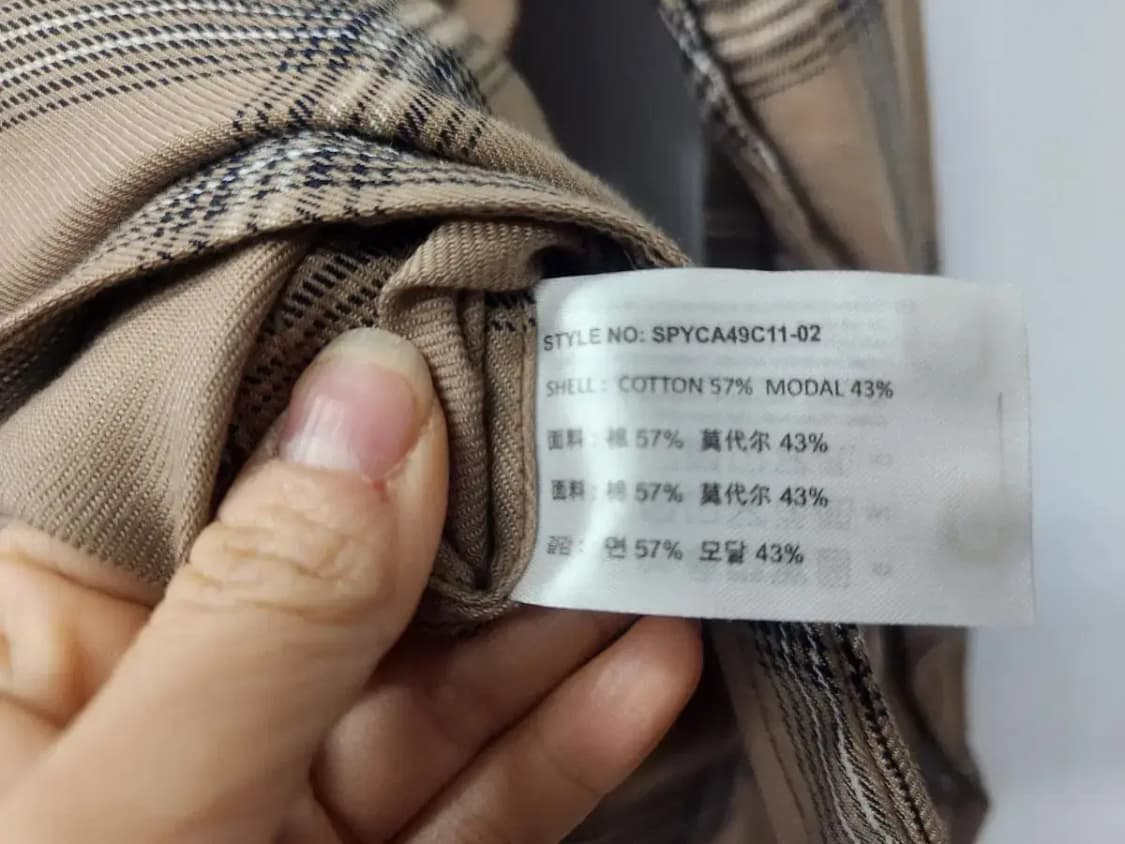 STYLE NO: SPYCA49C11-02
SHELL : COTTON 57% MODAL 43%
面料 : 棉 57% 莫代尔 43%
面料 : 棉 57% 莫代尔 43%
겉감 : 면 57% 모달 43%